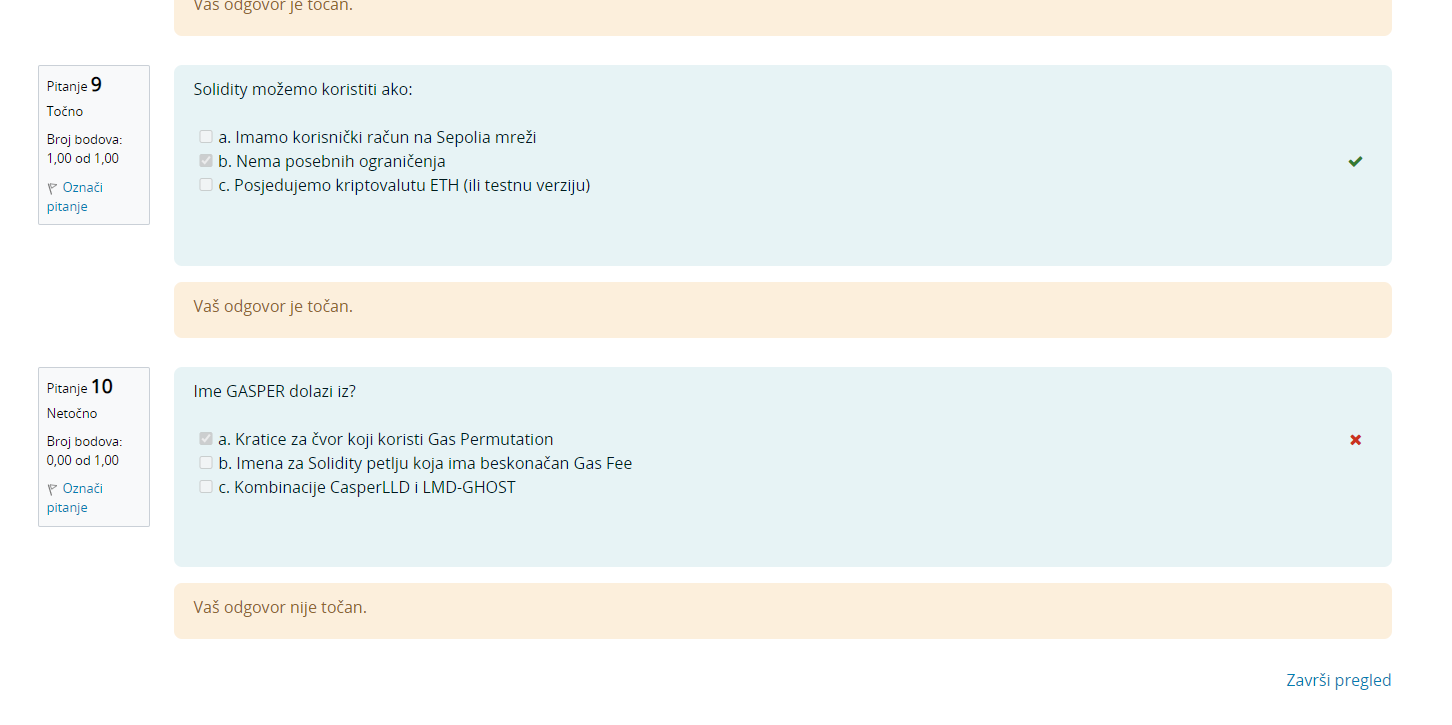 Vaš odgovor je točan.
Pitanje 9
Točno
Broj bodova:
1,00 od 1,00
Označi
pitanje
Solidity možemo koristiti ako:
a. Imamo korisnički račun na Sepolia mreži
b. Nema posebnih ograničenja
c. Posjedujemo kriptovalutu ETH (ili testnu verziju)
Vaš odgovor je točan.
Pitanje 10
Netočno
Broj bodova:
0,00 od 1,00
Označi
pitanje
Ime GASPER dolazi iz?
a. Kratice za čvor koji koristi Gas Permutation
b. Imena za Solidity petlju koja ima beskonačan Gas Fee
c. Kombinacije CasperLLD i LMD-GHOST
Vaš odgovor nije točan.
Završi pregled